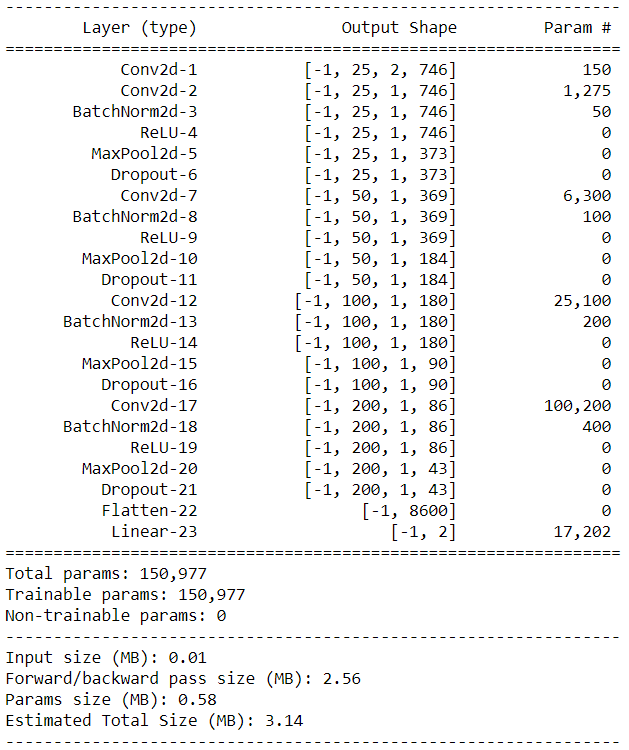 ----------------------------------------------------------------
        Layer (type)               Output Shape         Param #
================================================================
            Conv2d-1           [-1, 25, 2, 746]             150
            Conv2d-2           [-1, 25, 1, 746]           1,275
       BatchNorm2d-3           [-1, 25, 1, 746]              50
              ReLU-4           [-1, 25, 1, 746]               0
         MaxPool2d-5           [-1, 25, 1, 373]               0
           Dropout-6           [-1, 25, 1, 373]               0
            Conv2d-7           [-1, 50, 1, 369]           6,300
       BatchNorm2d-8           [-1, 50, 1, 369]             100
              ReLU-9           [-1, 50, 1, 369]               0
        MaxPool2d-10           [-1, 50, 1, 184]               0
          Dropout-11           [-1, 50, 1, 184]               0
           Conv2d-12          [-1, 100, 1, 180]          25,100
      BatchNorm2d-13          [-1, 100, 1, 180]             200
             ReLU-14          [-1, 100, 1, 180]               0
        MaxPool2d-15           [-1, 100, 1, 90]               0
          Dropout-16           [-1, 100, 1, 90]               0
           Conv2d-17           [-1, 200, 1, 86]         100,200
      BatchNorm2d-18           [-1, 200, 1, 86]             400
             ReLU-19           [-1, 200, 1, 86]               0
        MaxPool2d-20           [-1, 200, 1, 43]               0
          Dropout-21           [-1, 200, 1, 43]               0
          Flatten-22                 [-1, 8600]               0
           Linear-23                    [-1, 2]          17,202
================================================================
Total params: 150,977
Trainable params: 150,977
Non-trainable params: 0
----------------------------------------------------------------
Input size (MB): 0.01
Forward/backward pass size (MB): 2.56
Params size (MB): 0.58
Estimated Total Size (MB): 3.14
----------------------------------------------------------------